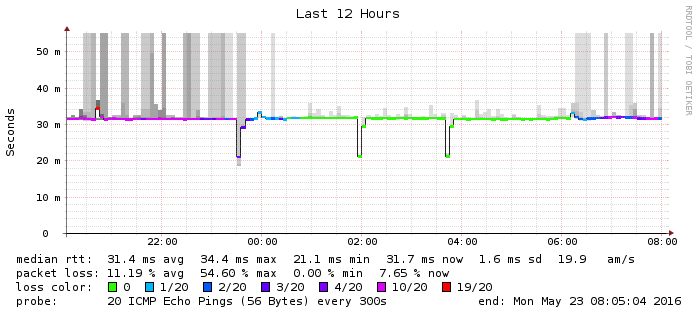 Last 12 Hours
RRDTOOL / TOBI OETIKER
Seconds
50 m
40 m
30 m
20 m
10 m
0
22:00 00:00 02:00 04:00 06:00 08:00
median rtt: 31.4 ms avg 34.4 ms max 21.1 ms min 31.7 ms now 1.6 ms sd 19.9 am/s
packet loss: 11.19 % avg 54.60 % max 0.00 % min 7.65 % now
loss color: 0 1/20 2/20 3/20 4/20 10/20 19/20
probe: 20 ICMP Echo Pings (56 Bytes) every 300s end: Mon May 23 08:05:04 2016